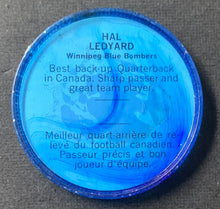 HAL
LEDYARD
Winnipeg Blue Bombers
Best back-up Quarterback
in Canada. Sharp passer and
great team player.
Meilleur quart-arrière de re-
levé du football canadien.
Passeur précis et bon
joueur d'équipe.